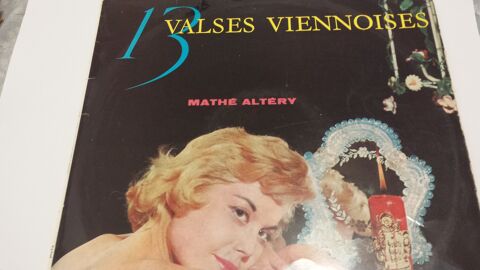 13 VALSES VIENNOISES
MATHÉ ALTÉRY